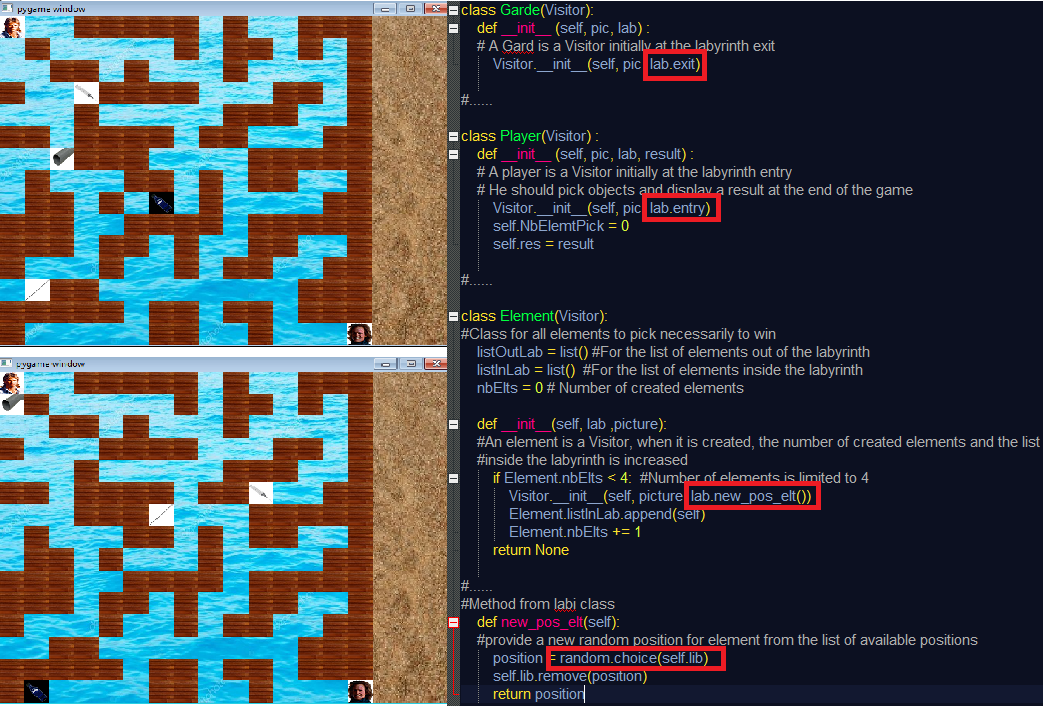 pygame window
pygame window
class Garde(Visitor):
def __init__ (self, pic, lab) :
# A Gard is a Visitor initially at the labyrinth exit
Visitor.__init__(self, pic lab.exit)
#......
class Player(Visitor) :
def __init__ (self, pic, lab, result) :
# A player is a Visitor initially at the labyrinth entry
# He should pick objects and display a result at the end of the game
Visitor.__init__(self, pic lab.entry)
self.NbElemtPick = 0
self.res = result
#......
class Element(Visitor):
#Class for all elements to pick necessarily to win
listOutLab = list() #For the list of elements out of the labyrinth
listInLab = list() #For the list of elements inside the labyrinth
nbElts = 0 # Number of created elements
def __init__(self, lab ,picture):
#An element is a Visitor, when it is created, the number of created elements and the list
#inside the labyrinth is increased
if Element.nbElts < 4: #Number of elements is limited to 4
Visitor.__init__(self, picture lab.new_pos_elt())
Element.listInLab.append(self)
Element.nbElts += 1
return None
#......
#Method from labi class
def new_pos_elt(self):
#provide a new random position for element from the list of available positions
position = random.choice(self.lib)
self.lib.remove(position)
return position